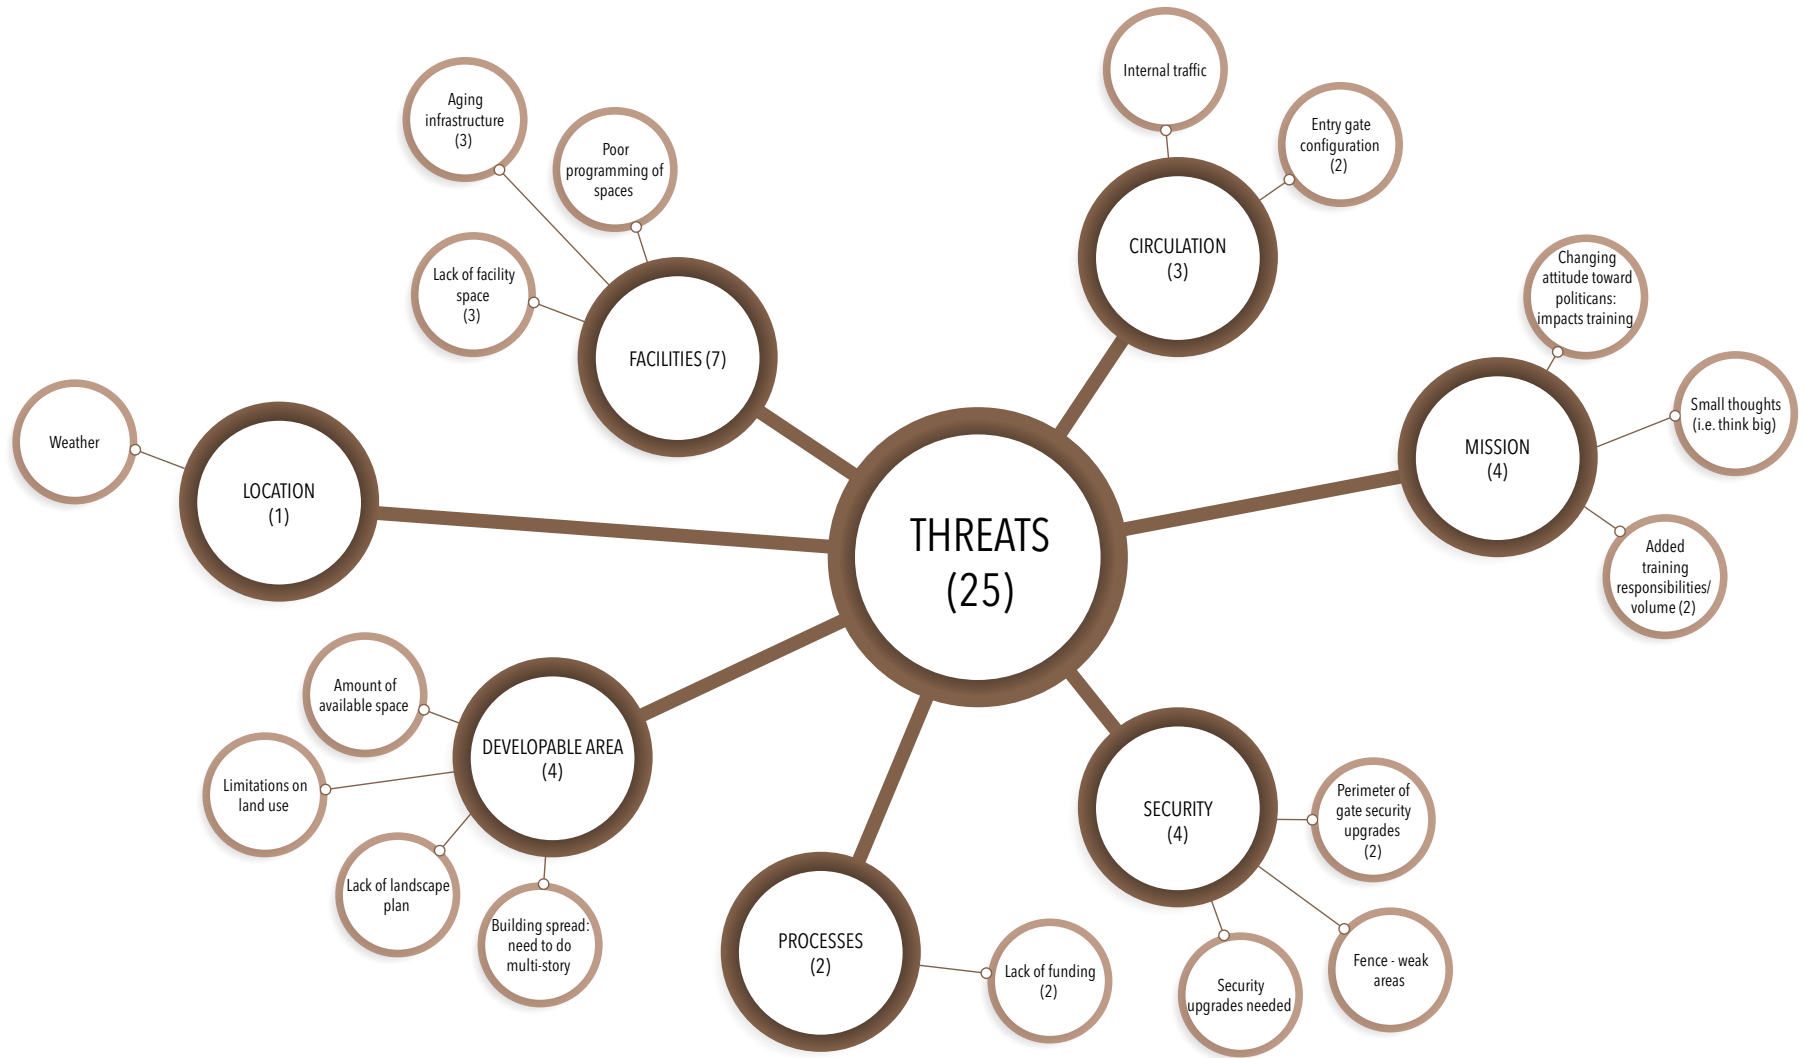 THREATS
(25)
FACILITIES (7)
Aging
infrastructure
(3)
Poor
programming of
spaces
Lack of facility
space
(3)
CIRCULATION
(3)
Internal traffic
Entry gate
configuration
(2)
MISSION
(4)
Changing
attitude toward
politicans:
impacts training
Small thoughts
(i.e. think big)
Added
training
responsibilities/
volume (2)
LOCATION
(1)
Weather
DEVELOPABLE AREA
(4)
Amount of
available space
Limitations on
land use
Lack of landscape
plan
Building spread:
need to do
multi-story
PROCESSES
(2)
Lack of funding
(2)
SECURITY
(4)
Perimeter of
gate security
upgrades
(2)
Fence - weak
areas
Security
upgrades needed